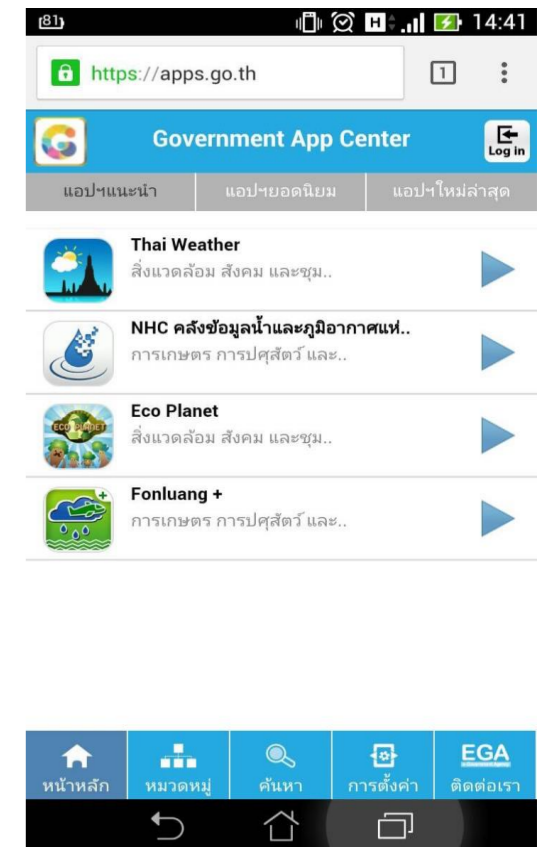 81
H
14:41
https://apps.go.th
1
Government App Center
Log in
แอปฯแนะนำ
แอปฯยอดนิยม
แอปฯใหม่ล่าสุด
Thai Weather
สิ่งแวดล้อม สังคม และชุม..
NHC คลังข้อมูลน้ำและภูมิอากาศแห่..
การเกษตร การปศุสัตว์ และ..
ECO PLANET
Eco Planet
สิ่งแวดล้อม สังคม และชุม..
Fonluang +
การเกษตร การปศุสัตว์ และ..
หน้าหลัก
หมวดหมู่
ค้นหา
การตั้งค่า
EGA
ติดต่อเรา